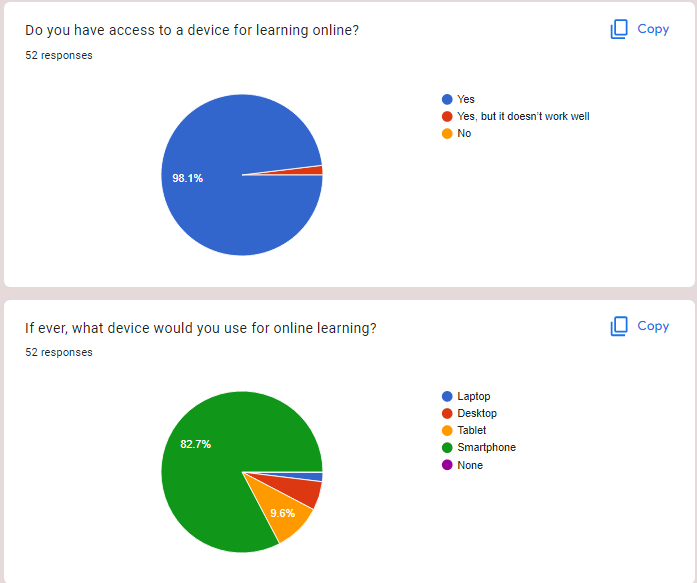 Do you have access to a device for learning online?
Copy
52 responses
98.1%
Yes
Yes, but it doesn't work well
No
If ever, what device would you use for online learning?
Copy
52 responses
82.7%
9.6%
Laptop
Desktop
Tablet
Smartphone
None